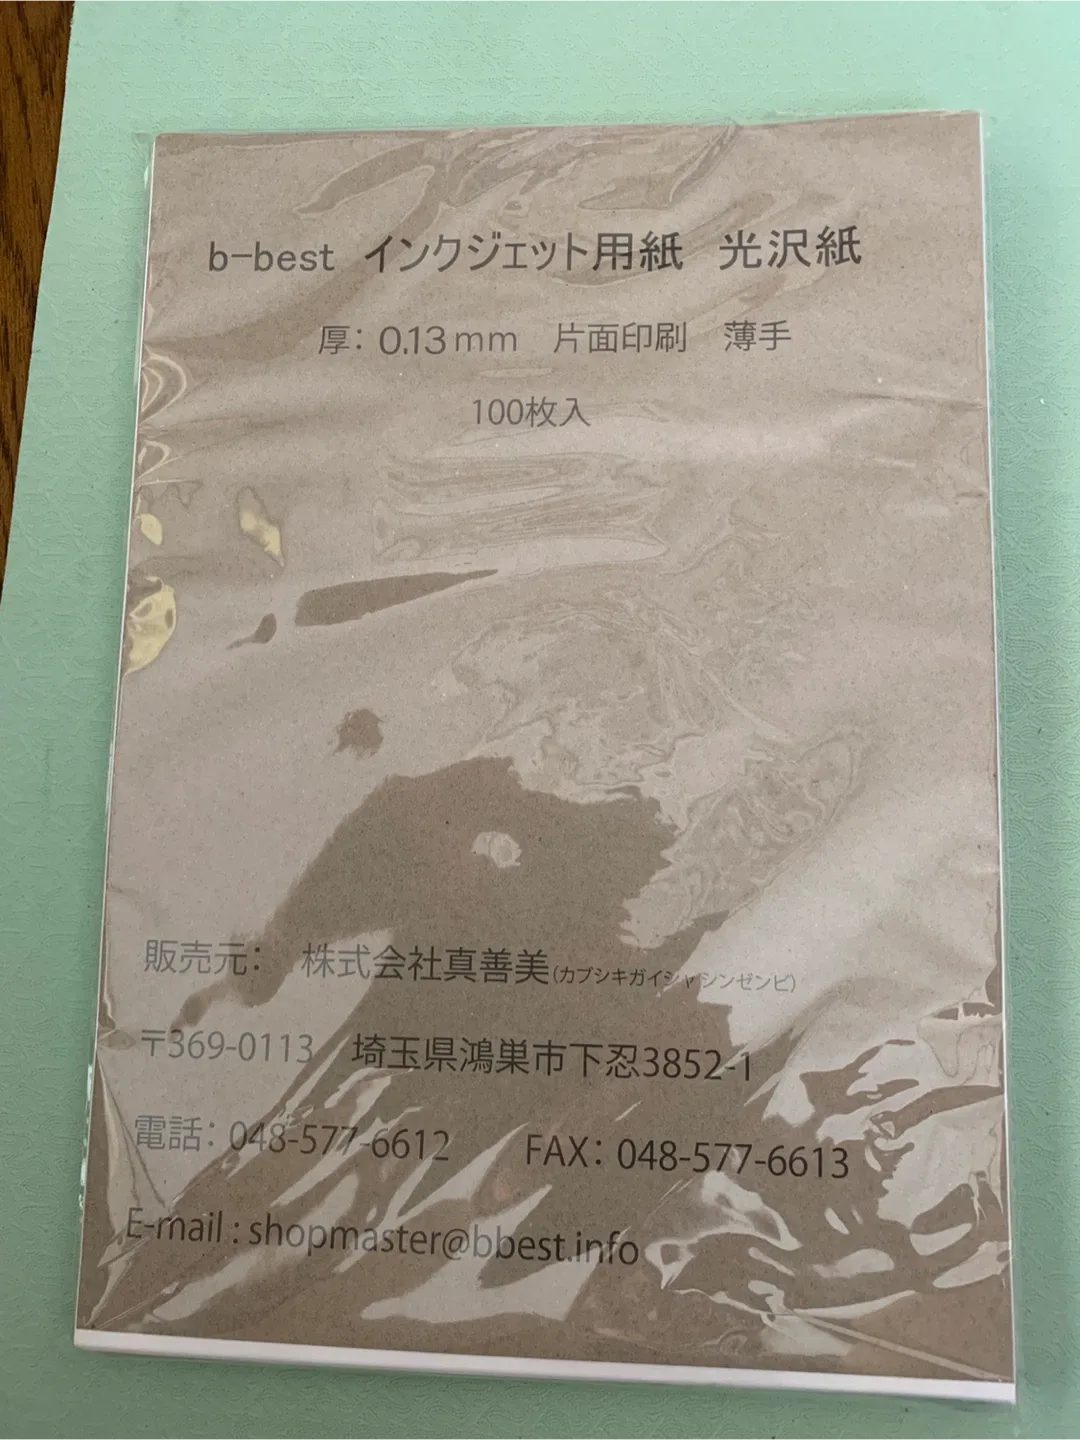 b-best インクジェット用紙 光沢紙
厚: 0.13mm 片面印刷 薄手
100枚入
販売元: 株式会社真善美(カブシキガイシャシンゼンビ)
〒369-0113 埼玉県鴻巣市下忍3852-1
電話: 048-577-6612 FAX: 048-577-6613
E-mail : shopmaster@bbest.info